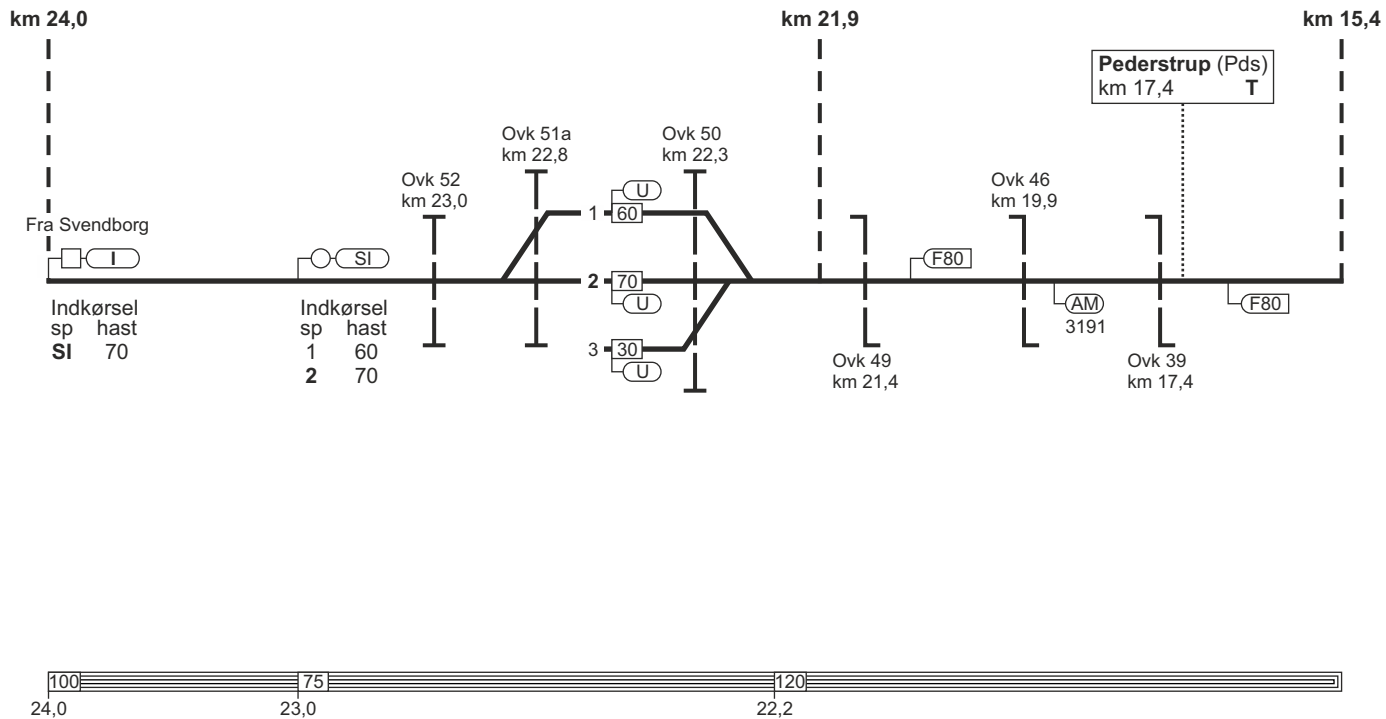 km 24,0
km 21,9
km 15,4
Pederstrup (Pds)
km 17,4 T
Ovk 51a
km 22,8
Ovk 50
km 22,3
Ovk 52
km 23,0
Ovk 46
km 19,9
U
1 60
Fra Svendborg
I
SI
F80
2 70
U
AM
3191
F80
Indkørsel
sp hast
SI 70
Indkørsel
sp hast
1 60
2 70
3 30
U
Ovk 49
km 21,4
Ovk 39
km 17,4
100 75 120
24,0 23,0 22,2